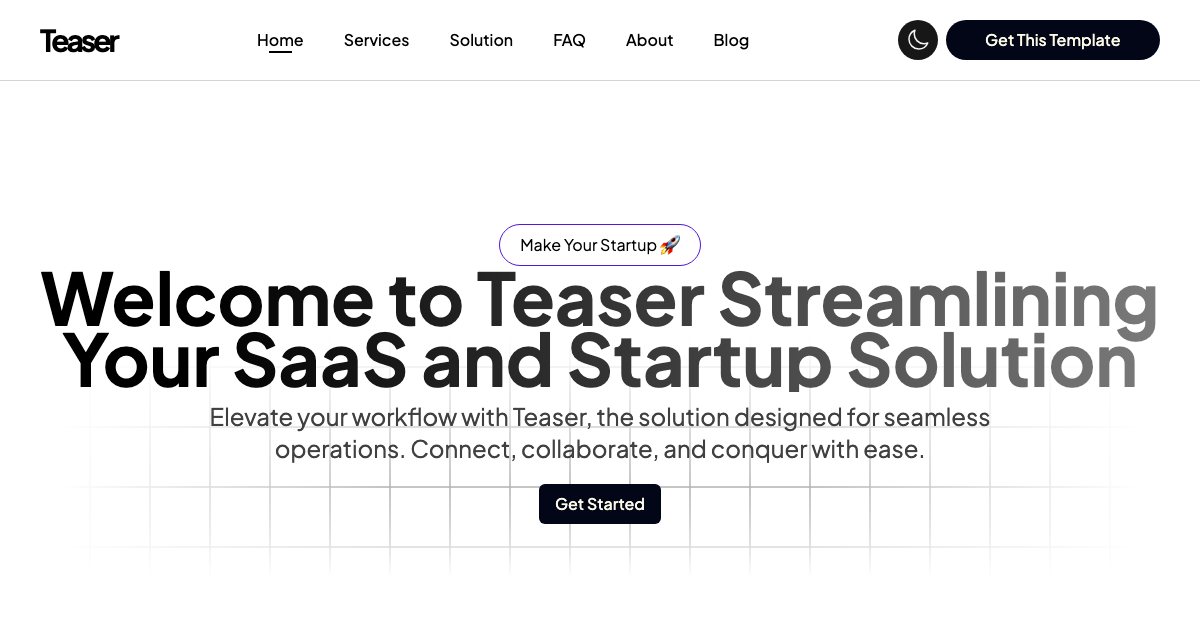 Teaser
Home Services Solution FAQ About Blog
Get This Template
Make Your Startup 🚀
Welcome to Teaser Streamlining
Your SaaS and Startup Solution
Elevate your workflow with Teaser, the solution designed for seamless
operations. Connect, collaborate, and conquer with ease.
Get Started